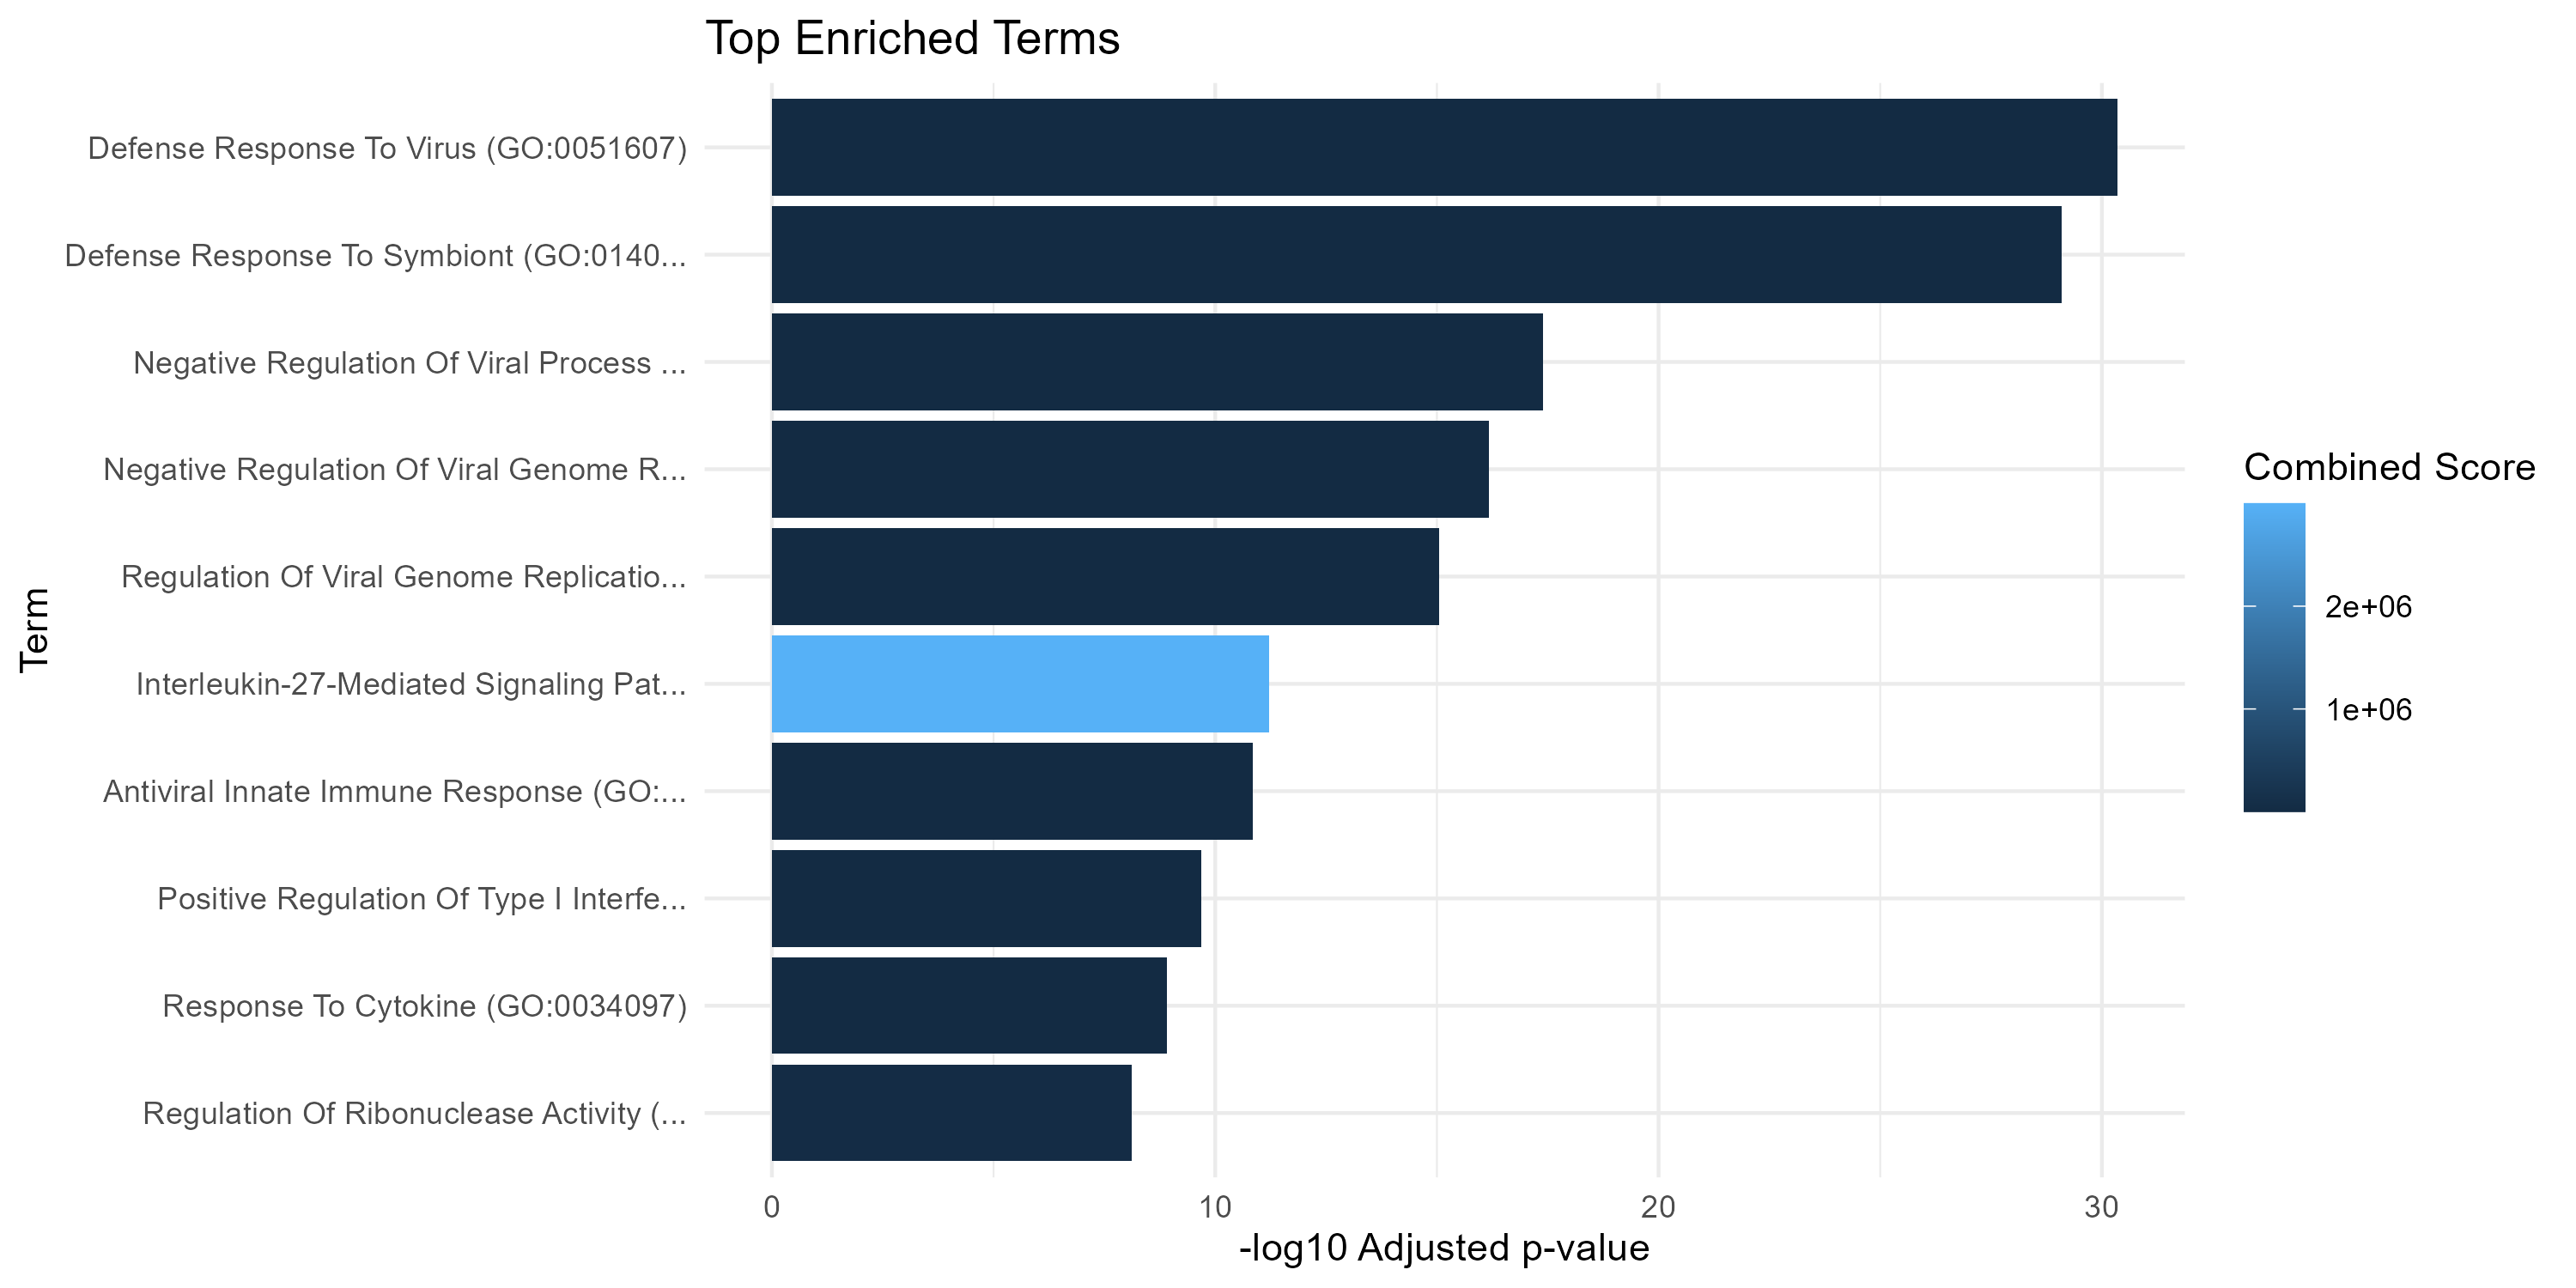 Top Enriched Terms
Defense Response To Virus (GO:0051607)
Defense Response To Symbiont (GO:0140...
Negative Regulation Of Viral Process ...
Negative Regulation Of Viral Genome R...
Regulation Of Viral Genome Replicatio...
Interleukin-27-Mediated Signaling Pat...
Antiviral Innate Immune Response (GO:...
Positive Regulation Of Type I Interfe...
Response To Cytokine (GO:0034097)
Regulation Of Ribonuclease Activity (...
Term
0 10 20 30
-log10 Adjusted p-value
Combined Score
2e+06
1e+06